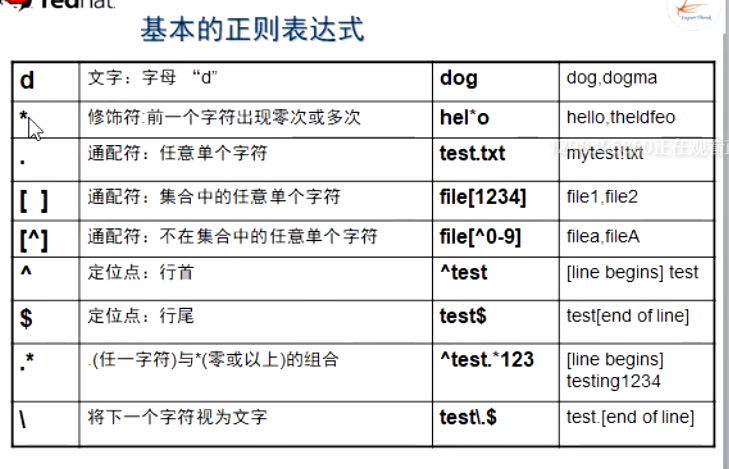 redhat.
基本的正则表达式
d 文字：字母 “d” dog dog,dogma
* 修饰符:前一个字符出现零次或多次 hel*o hello,theldfeo
. 通配符：任意单个字符 test.txt mytest!txt
[ ] 通配符：集合中的任意单个字符 file[1234] file1,file2
[^] 通配符：不在集合中的任意单个字符 file[^0-9] filea,fileA
^ 定位点：行首 ^test [line begins] test
$ 定位点：行尾 test$ test[end of line]
.* .(任一字符)与*(零或以上)的组合 ^test.*123 [line begins]
testing1234
\ 将下一个字符视为文字 test\.$ test.[end of line]